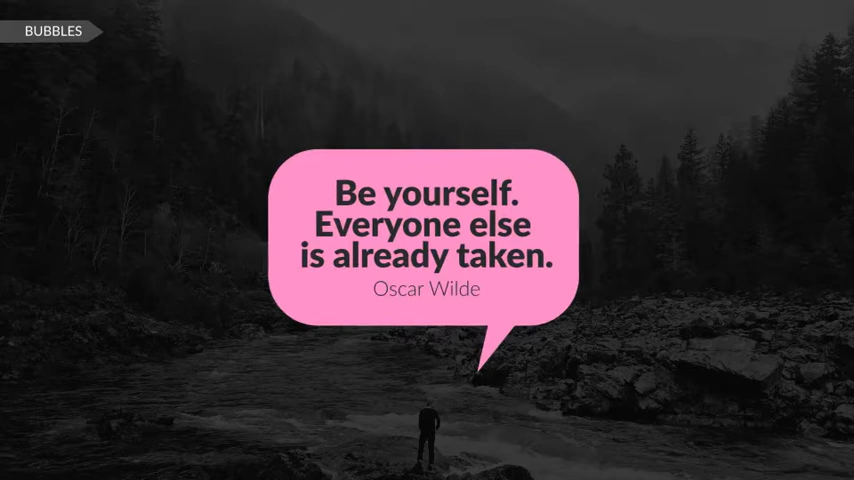 BUBBLES
Be yourself.
Everyone else
is already taken.
Oscar Wilde